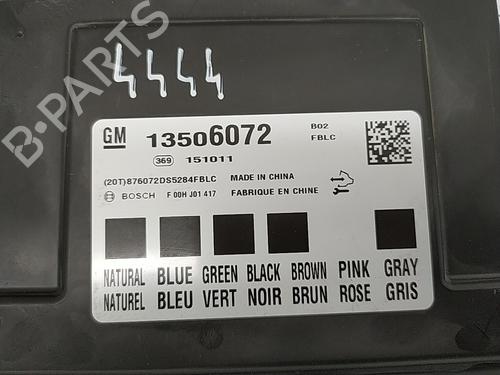 4444
B-PARTS
GM 13506072 B02
FBLC
369 151011
(20T)876072DS5284FBLC MADE IN CHINA
BOSCH F 00H J01 417 FABRIQUE EN CHINE
NATURAL BLUE GREEN BLACK BROWN PINK GRAY
NATUREL BLEU VERT NOIR BRUN ROSE GRIS